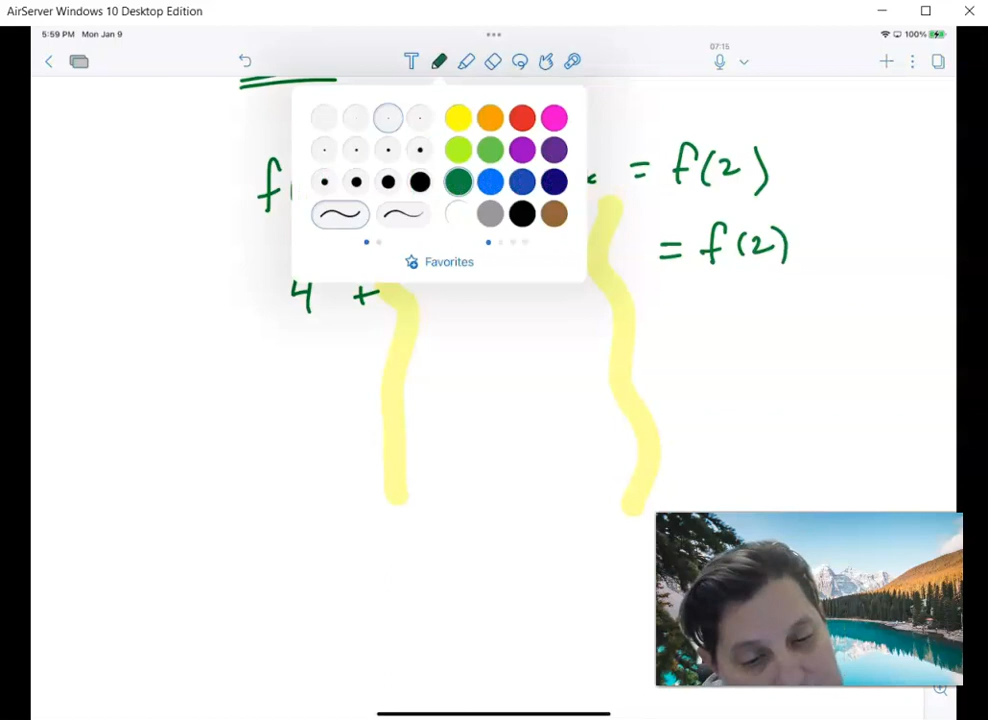 AirServer Windows 10 Desktop Edition
5:59 PM Mon Jan 9
100%
07:15
T
f( = f(2)
= f(2)
Favorites
4 +